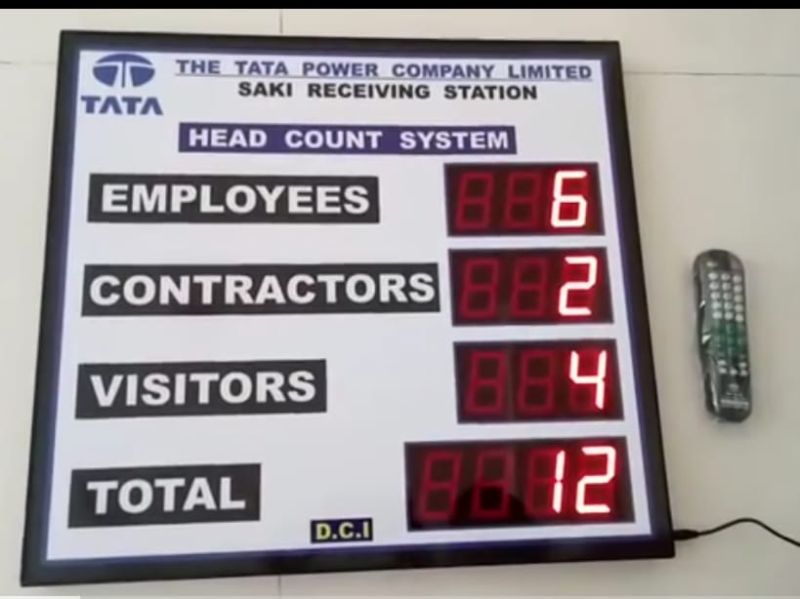 TATA
THE TATA POWER COMPANY LIMITED
SAKI RECEIVING STATION
HEAD COUNT SYSTEM
EMPLOYEES 6
CONTRACTORS 2
VISITORS 4
TOTAL 12
D.C.I